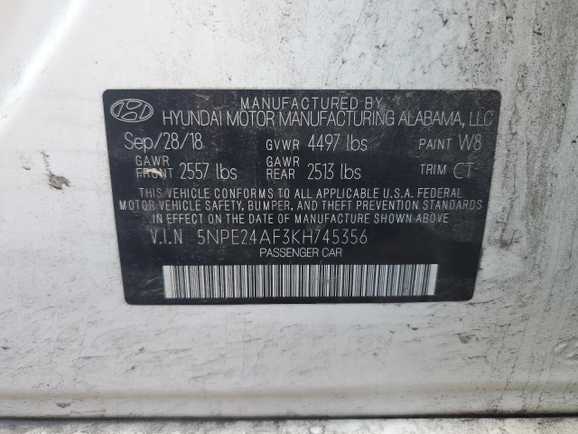 MANUFACTURED BY
HYUNDAI MOTOR MANUFACTURING ALABAMA, LLC
Sep/28/18 GVWR 4497 lbs PAINT W8
GAWR FRONT 2557 lbs GAWR REAR 2513 lbs TRIM CT
THIS VEHICLE CONFORMS TO ALL APPLICABLE U.S.A. FEDERAL
MOTOR VEHICLE SAFETY, BUMPER, AND THEFT PREVENTION STANDARDS
IN EFFECT ON THE DATE OF MANUFACTURE SHOWN ABOVE.
V.I.N 5NPE24AF3KH745356
PASSENGER CAR